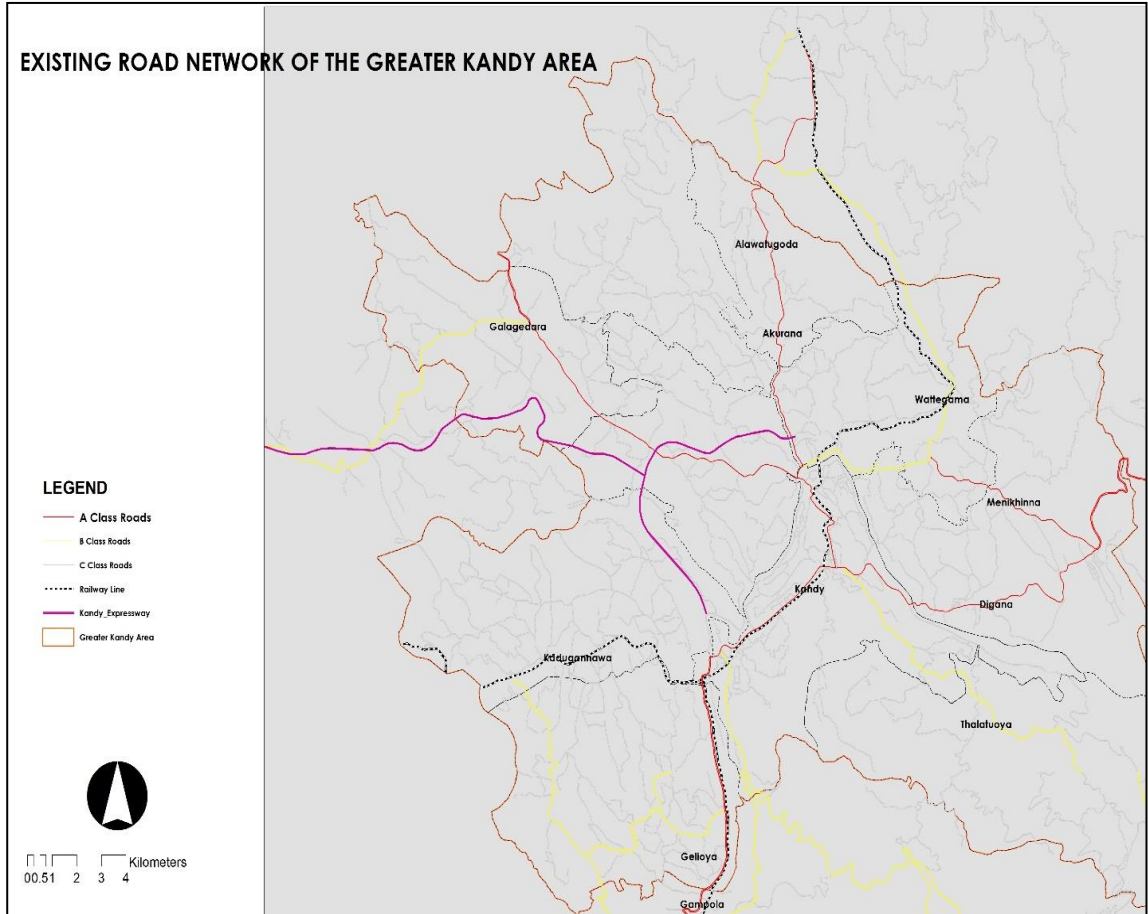 EXISTING ROAD NETWORK OF THE GREATER KANDY AREA
Alawatugoda
Galagedara
Akurana
Wattegama
LEGEND
A Class Roads
B Class Roads
C Class Roads
Railway Line
Kandy_Expressway
Greater Kandy Area
Menikhinna
Kandy
Digana
Kadugannawa
Thalatuoya
Gelioya
Gampola
Kilometers
00.51 2 3 4